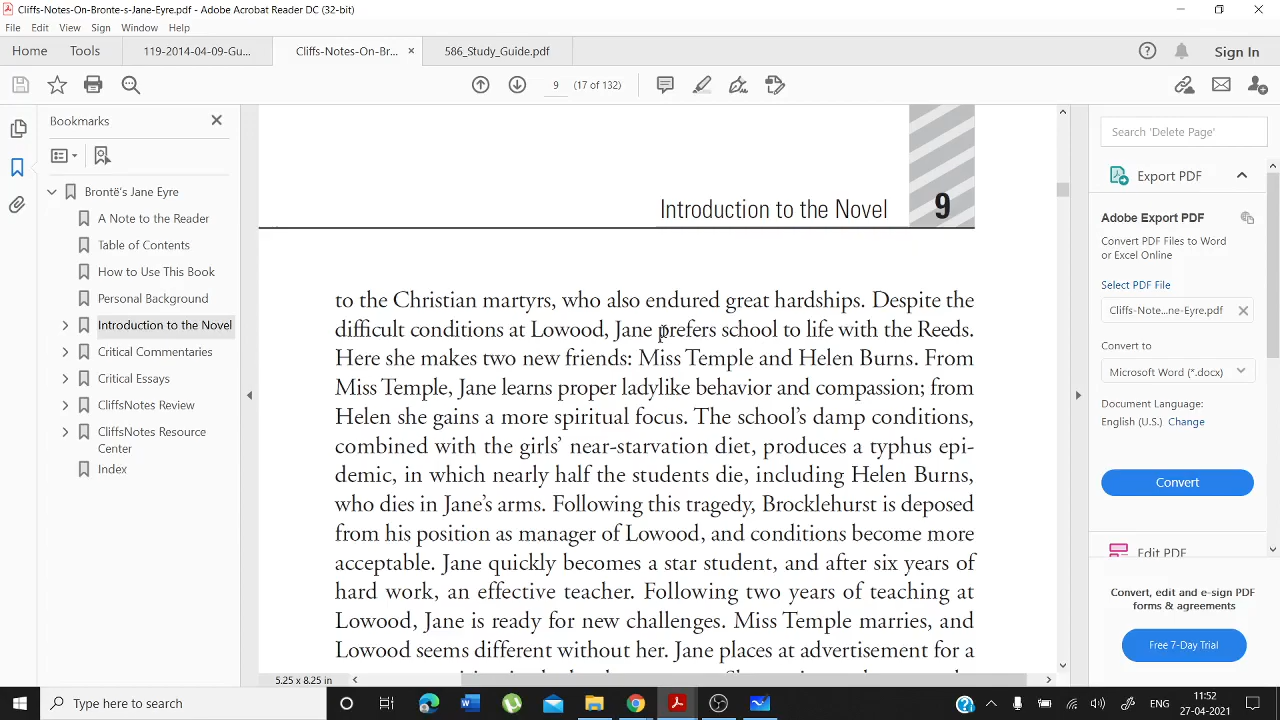 Cliffs-Notes-On-Bronte-s-Jane-Eyre.pdf - Adobe Acrobat Reader DC (32-bit)
File Edit View Sign Window Help
Home Tools 119-2014-04-09-Gu... Cliffs-Notes-On-Br... × 586_Study_Guide.pdf Sign In
9 (17 of 132)
Bookmarks
Brontë's Jane Eyre
A Note to the Reader
Table of Contents
How to Use This Book
Personal Background
Introduction to the Novel
Critical Commentaries
Critical Essays
CliffsNotes Review
CliffsNotes Resource
Center
Index
Introduction to the Novel 9
to the Christian martyrs, who also endured great hardships. Despite the
difficult conditions at Lowood, Jane prefers school to life with the Reeds.
Here she makes two new friends: Miss Temple and Helen Burns. From
Miss Temple, Jane learns proper ladylike behavior and compassion; from
Helen she gains a more spiritual focus. The school's damp conditions,
combined with the girls' near-starvation diet, produces a typhus epi-
demic, in which nearly half the students die, including Helen Burns,
who dies in Jane's arms. Following this tragedy, Brocklehurst is deposed
from his position as manager of Lowood, and conditions become more
acceptable. Jane quickly becomes a star student, and after six years of
hard work, an effective teacher. Following two years of teaching at
Lowood, Jane is ready for new challenges. Miss Temple marries, and
Lowood seems different without her. Jane places at advertisement for a
5.25 x 8.25 in
Search 'Delete Page'
Export PDF
Adobe Export PDF
Convert PDF Files to Word
or Excel Online
Select PDF File
Cliffs-Note...ne-Eyre.pdf
Convert to
Microsoft Word (*.docx)
Document Language:
English (U.S.) Change
Convert
Edit PDF
Convert, edit and e-sign PDF
forms & agreements
Free 7-Day Trial
Type here to search
ENG
11:52
27-04-2021